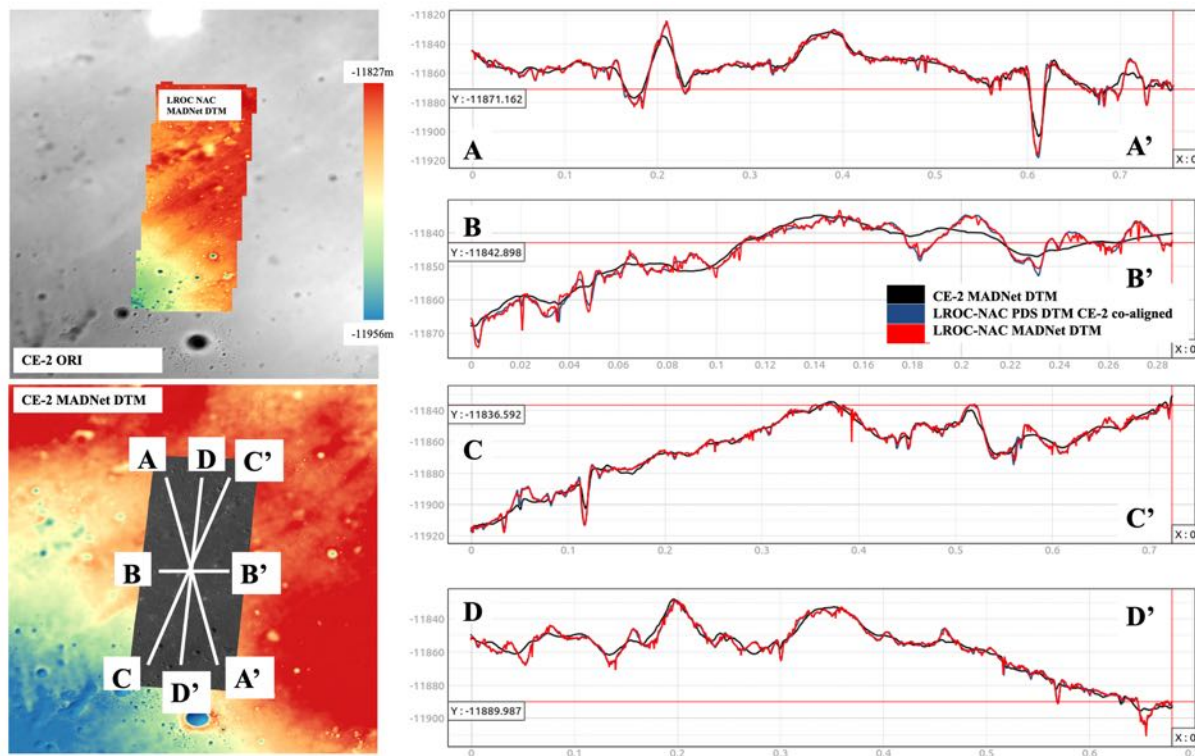 -11827m
LROC NAC
MADNet DTM
-11956m
CE-2 ORI
CE-2 MADNet DTM
A
D
C'
B
B'
C
D'
A'
-11820
-11840
-11860
-11880
-11900
-11920
Y : -11871.162
A
A'
X : 0
0
0.1
0.2
0.3
0.4
0.5
0.6
0.7
B
-11840
Y : -11842.898
-11850
-11860
-11870
B'
CE-2 MADNet DTM
LROC-NAC PDS DTM CE-2 co-aligned
LROC-NAC MADNet DTM
X : 0
0
0.02
0.04
0.06
0.08
0.1
0.12
0.14
0.16
0.18
0.2
0.22
0.24
0.26
0.28
-11840
Y : -11836.592
-11860
-11880
-11900
-11920
C
C'
X : 0
0
0.1
0.2
0.3
0.4
0.5
0.6
0.7
D
D'
-11840
-11860
-11880
-11900
Y : -11889.987
X : 0
0
0.1
0.2
0.3
0.4
0.5
0.6